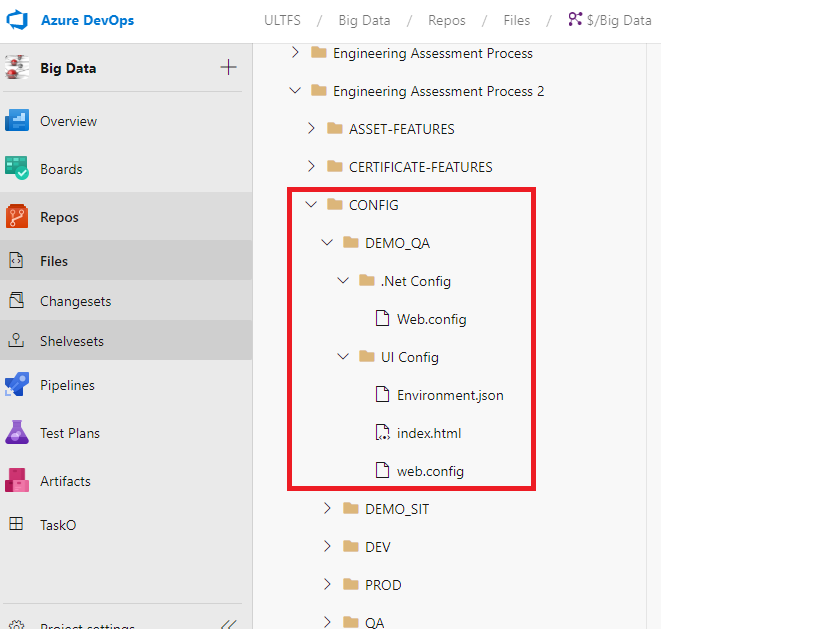 Azure DevOps
ULTFS / Big Data / Repos / Files / $/Big Data
Big Data
Overview
Boards
Repos
Files
Changesets
Shelvesets
Pipelines
Test Plans
Artifacts
TaskO
Project settings
Engineering Assessment Process
Engineering Assessment Process 2
ASSET-FEATURES
CERTIFICATE-FEATURES
CONFIG
DEMO_QA
.Net Config
Web.config
UI Config
Environment.json
index.html
web.config
DEMO_SIT
DEV
PROD
QA